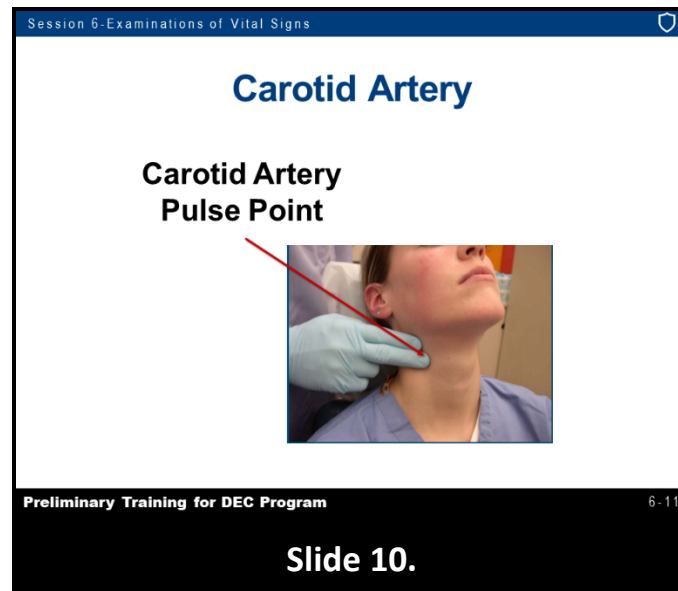 Session 6-Examinations of Vital Signs
Carotid Artery
Carotid Artery
Pulse Point
Preliminary Training for DEC Program
6-11
Slide 10.